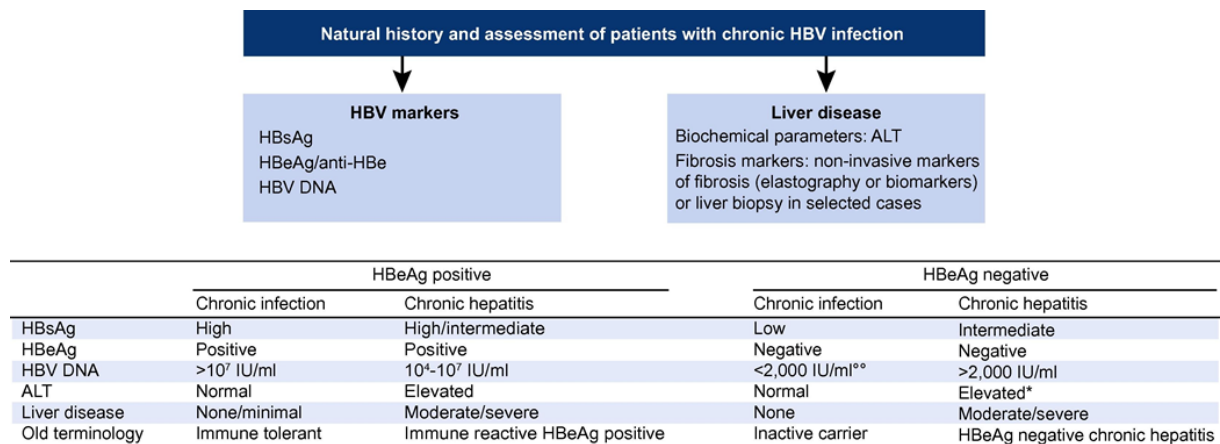 Natural history and assessment of patients with chronic HBV infection
HBV markers
HBsAg
HBeAg/anti-HBe
HBV DNA
Liver disease
Biochemical parameters: ALT
Fibrosis markers: non-invasive markers
of fibrosis (elastography or biomarkers)
or liver biopsy in selected cases
HBeAg positive HBeAg negative
Chronic infection Chronic hepatitis Chronic infection Chronic hepatitis
HBsAg High High/intermediate Low Intermediate
HBeAg Positive Positive Negative Negative
HBV DNA >10⁷ IU/ml 10⁴-10⁷ IU/ml <2,000 IU/ml°° >2,000 IU/ml
ALT Normal Elevated Normal Elevated*
Liver disease None/minimal Moderate/severe None Moderate/severe
Old terminology Immune tolerant Immune reactive HBeAg positive Inactive carrier HBeAg negative chronic hepatitis